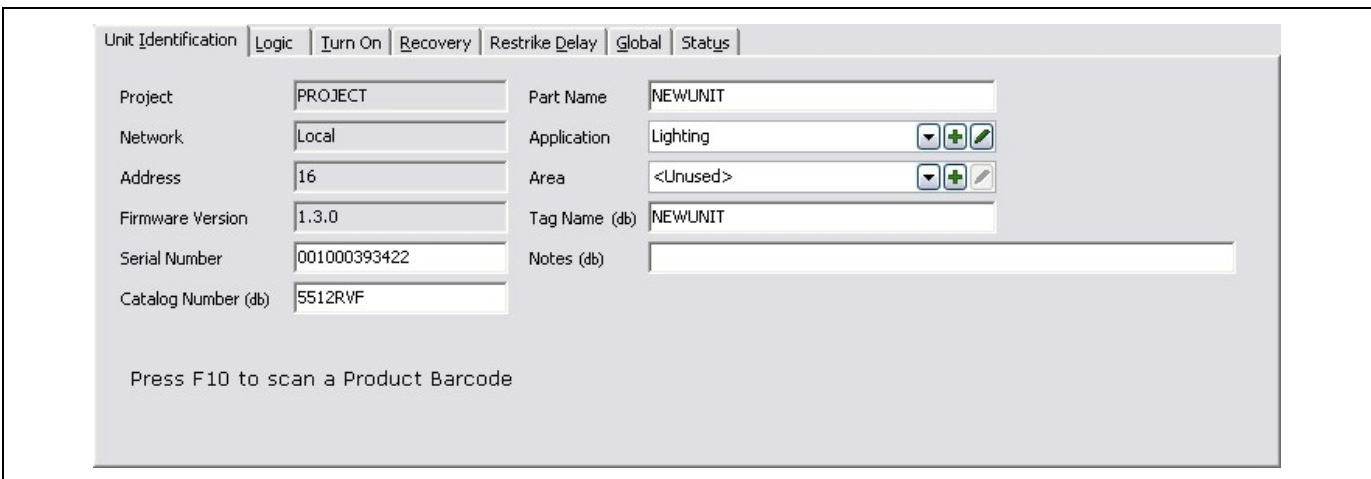 Unit Identification Logic Turn On Recovery Restrike Delay Global Status
Project PROJECT Part Name NEWUNIT
Network Local Application Lighting
Address 16 Area <Unused>
Firmware Version 1.3.0 Tag Name (db) NEWUNIT
Serial Number 001000393422 Notes (db)
Catalog Number (db) 5512RVF
Press F10 to scan a Product Barcode